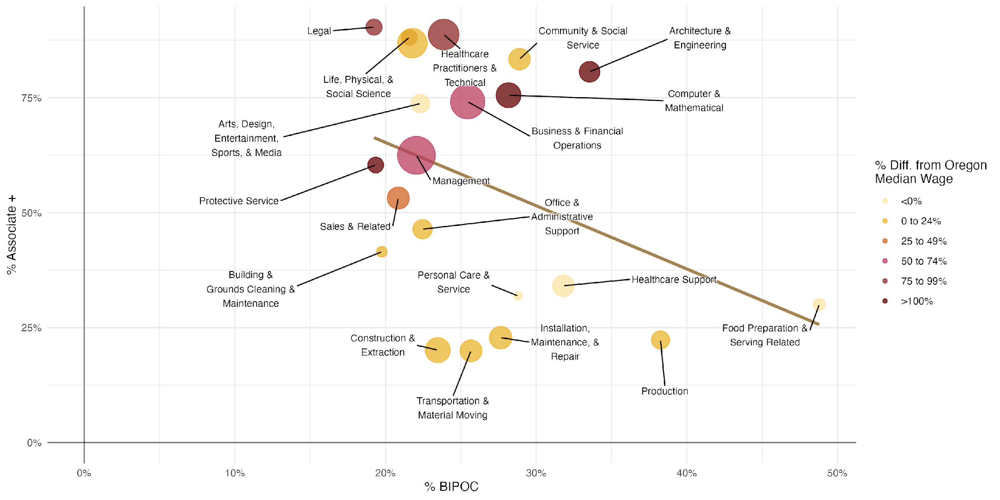 Legal
Community & Social
Service
Architecture &
Engineering
Healthcare
Practitioners &
Technical
Life, Physical, &
Social Science
75%
Computer &
Mathematical
Arts, Design,
Entertainment,
Sports, & Media
Business & Financial
Operations
Management
Protective Service
Office &
Administrative
Support
50%
Sales & Related
Building &
Grounds Cleaning &
Maintenance
Personal Care &
Service
Healthcare Support
25%
Construction &
Extraction
Installation,
Maintenance, &
Repair
Food Preparation &
Serving Related
Production
Transportation &
Material Moving
0%
% Associate +
0%
10%
20%
30%
40%
50%
% BIPOC
% Diff. from Oregon
Median Wage
<0%
0 to 24%
25 to 49%
50 to 74%
75 to 99%
>100%